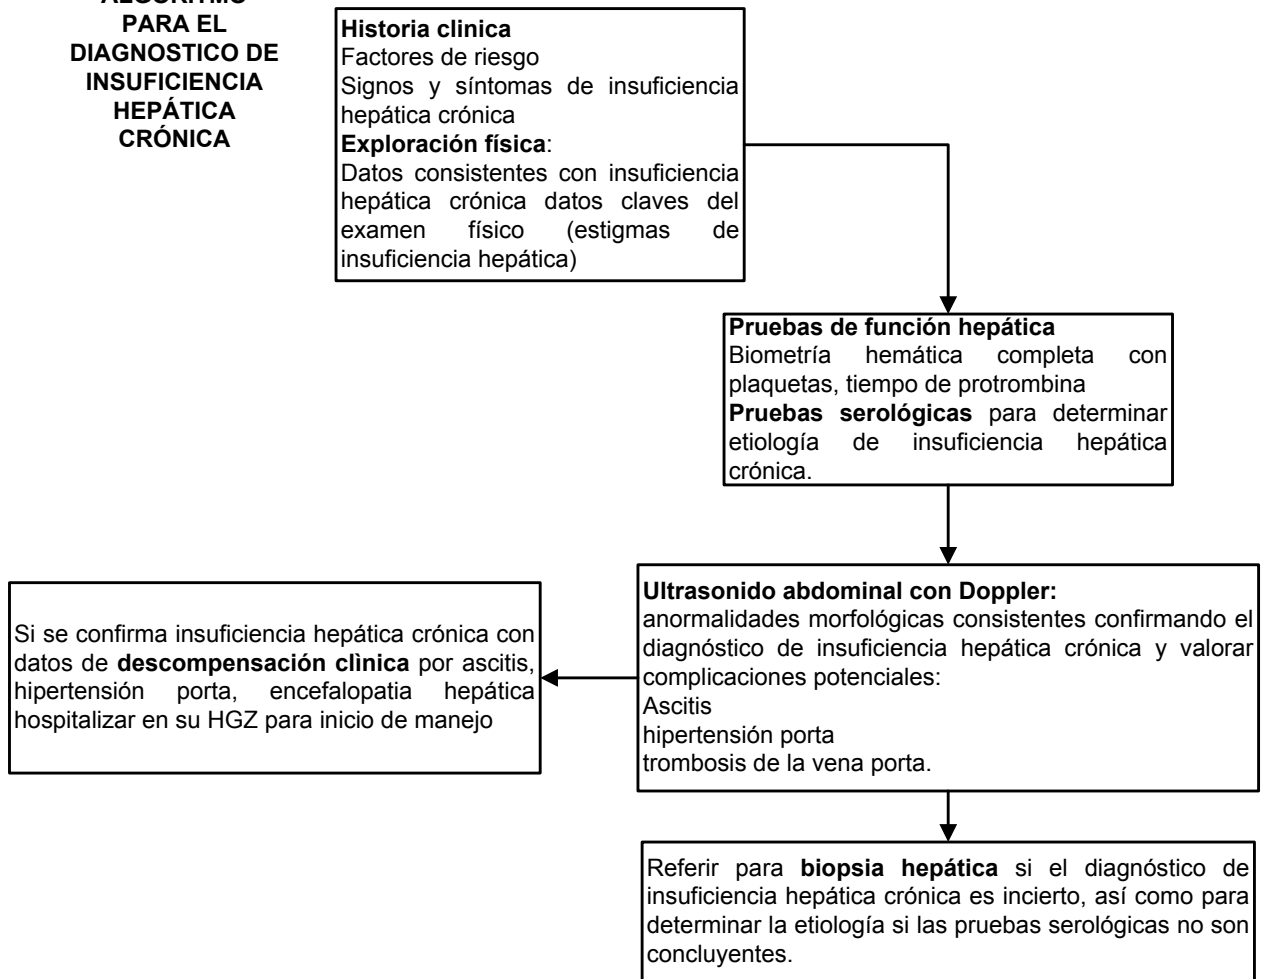 ALGORITMO
PARA EL
DIAGNOSTICO DE
INSUFICIENCIA
HEPÁTICA
CRÓNICA
Historia clinica
Factores de riesgo
Signos y síntomas de insuficiencia
hepática crónica
Exploración física:
Datos consistentes con insuficiencia
hepática crónica datos claves del
examen físico (estigmas de
insuficiencia hepática)
Pruebas de función hepática
Biometría hemática completa con
plaquetas, tiempo de protrombina
Pruebas serológicas para determinar
etiología de insuficiencia hepática
crónica.
Ultrasonido abdominal con Doppler:
anormalidades morfológicas consistentes confirmando el
diagnóstico de insuficiencia hepática crónica y valorar
complicaciones potenciales:
Ascitis
hipertensión porta
trombosis de la vena porta.
Si se confirma insuficiencia hepática crónica con
datos de descompensación clìnica por ascitis,
hipertensión porta, encefalopatia hepática
hospitalizar en su HGZ para inicio de manejo
Referir para biopsia hepática si el diagnóstico de
insuficiencia hepática crónica es incierto, así como para
determinar la etiología si las pruebas serológicas no son
concluyentes.